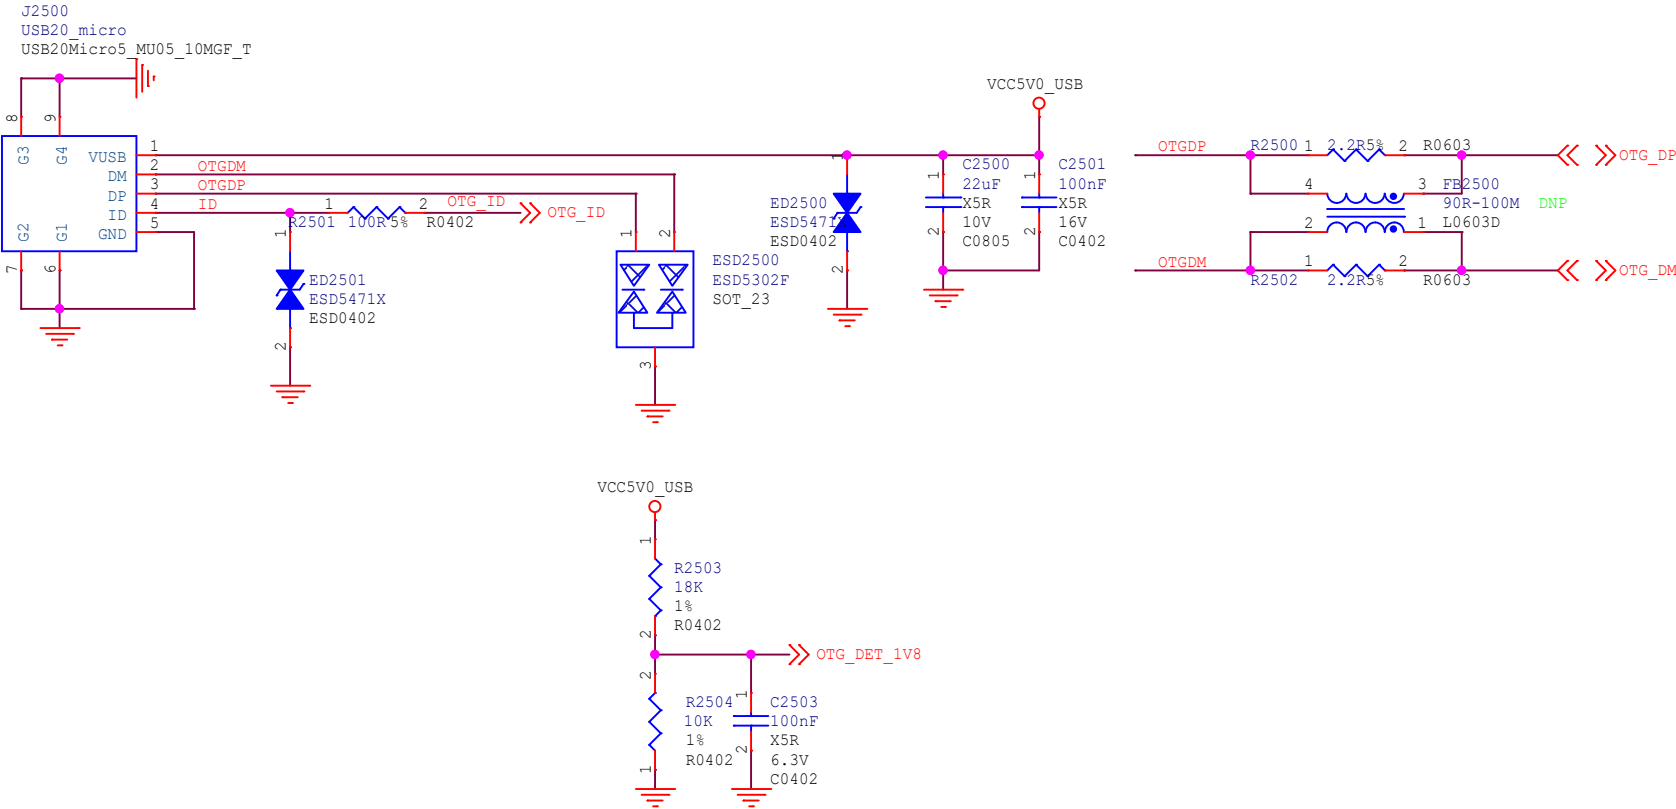 J2500
USB20_micro
USB20Micro5_MU05_10MGF_T
8
9
G3
G4
G2
G1
7
6
VUSB
DM
DP
ID
GND
1
2
3
4
5
OTGDM
OTGDP
ID
1
2
R2501
100R
5%
R0402
OTG_ID
OTG_ID
1
2
ED2501
ESD5471X
ESD0402
1
2
3
ESD2500
ESD5302F
SOT_23
1
2
ED2500
ESD5471
ESD0402
VCC5V0_USB
1
2
C2500
22uF
X5R
10V
C0805
1
2
C2501
100nF
X5R
16V
C0402
OTGDP
R2500
1
2.2R5%
2
R0603
OTG_DP
4
3
FB2500
90R-100M
DNP
L0603D
2
1
OTGDM
R2502
1
2.2R5%
2
R0603
OTG_DM
VCC5V0_USB
1
R2503
18K
1%
R0402
2
OTG_DET_1V8
2
R2504
10K
1%
R0402
1
1
C2503
100nF
X5R
6.3V
C0402
2